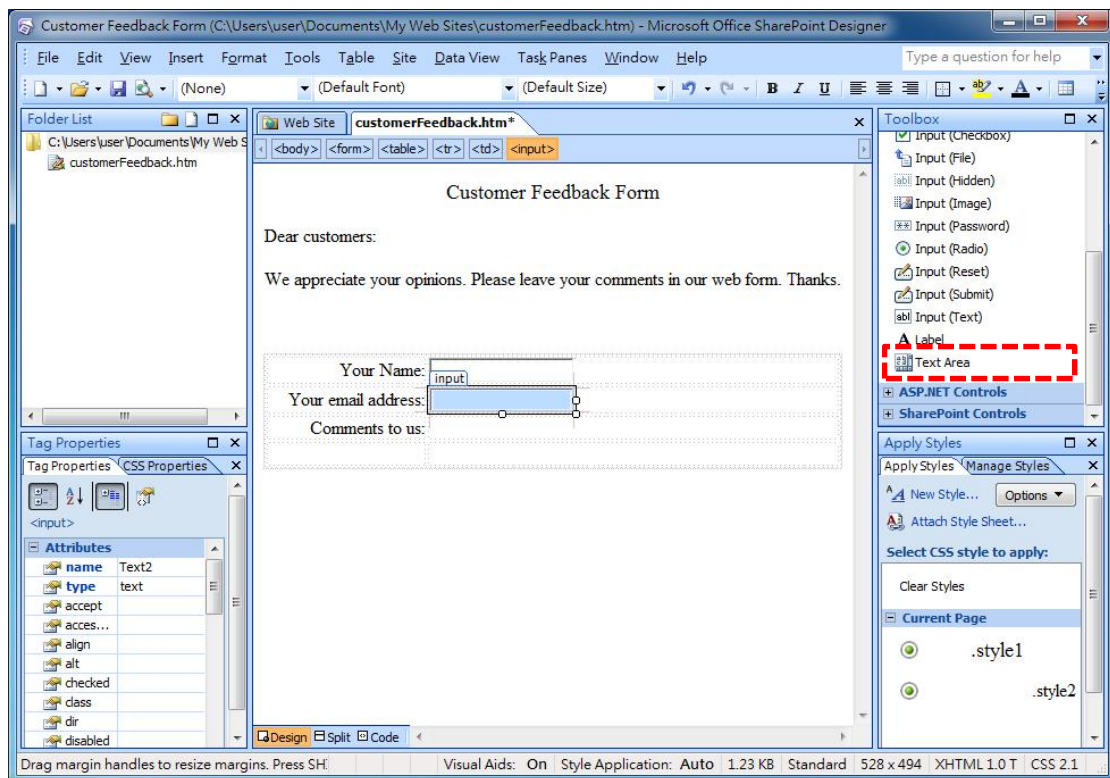 Customer Feedback Form (C:\Users\user\Documents\My Web Sites\customerFeedback.htm) - Microsoft Office SharePoint Designer
File Edit View Insert Format Tools Table Site Data View Task Panes Window Help Type a question for help
(None) (Default Font) (Default Size) B I U
Folder List
C:\Users\user\Documents\My Web S
customerFeedback.htm
Web Site customerFeedback.htm*
<body> <form> <table> <tr> <td> <input>
Customer Feedback Form
Dear customers:
We appreciate your opinions. Please leave your comments in our web form. Thanks.
Your Name:
input
Your email address:
Comments to us:
Design Split Code
Toolbox
Input (Checkbox)
Input (File)
Input (Hidden)
Input (Image)
Input (Password)
Input (Radio)
Input (Reset)
Input (Submit)
Input (Text)
Label
Text Area
ASP.NET Controls
SharePoint Controls
Tag Properties
Tag Properties CSS Properties
<input>
Attributes
name Text2
type text
accept
acces...
align
alt
checked
class
dir
disabled
Apply Styles
Apply Styles Manage Styles
New Style... Options
Attach Style Sheet...
Select CSS style to apply:
Clear Styles
Current Page
.style1
.style2
Drag margin handles to resize margins. Press SH Visual Aids: On Style Application: Auto 1.23 KB Standard 528 x 494 XHTML 1.0 T CSS 2.1